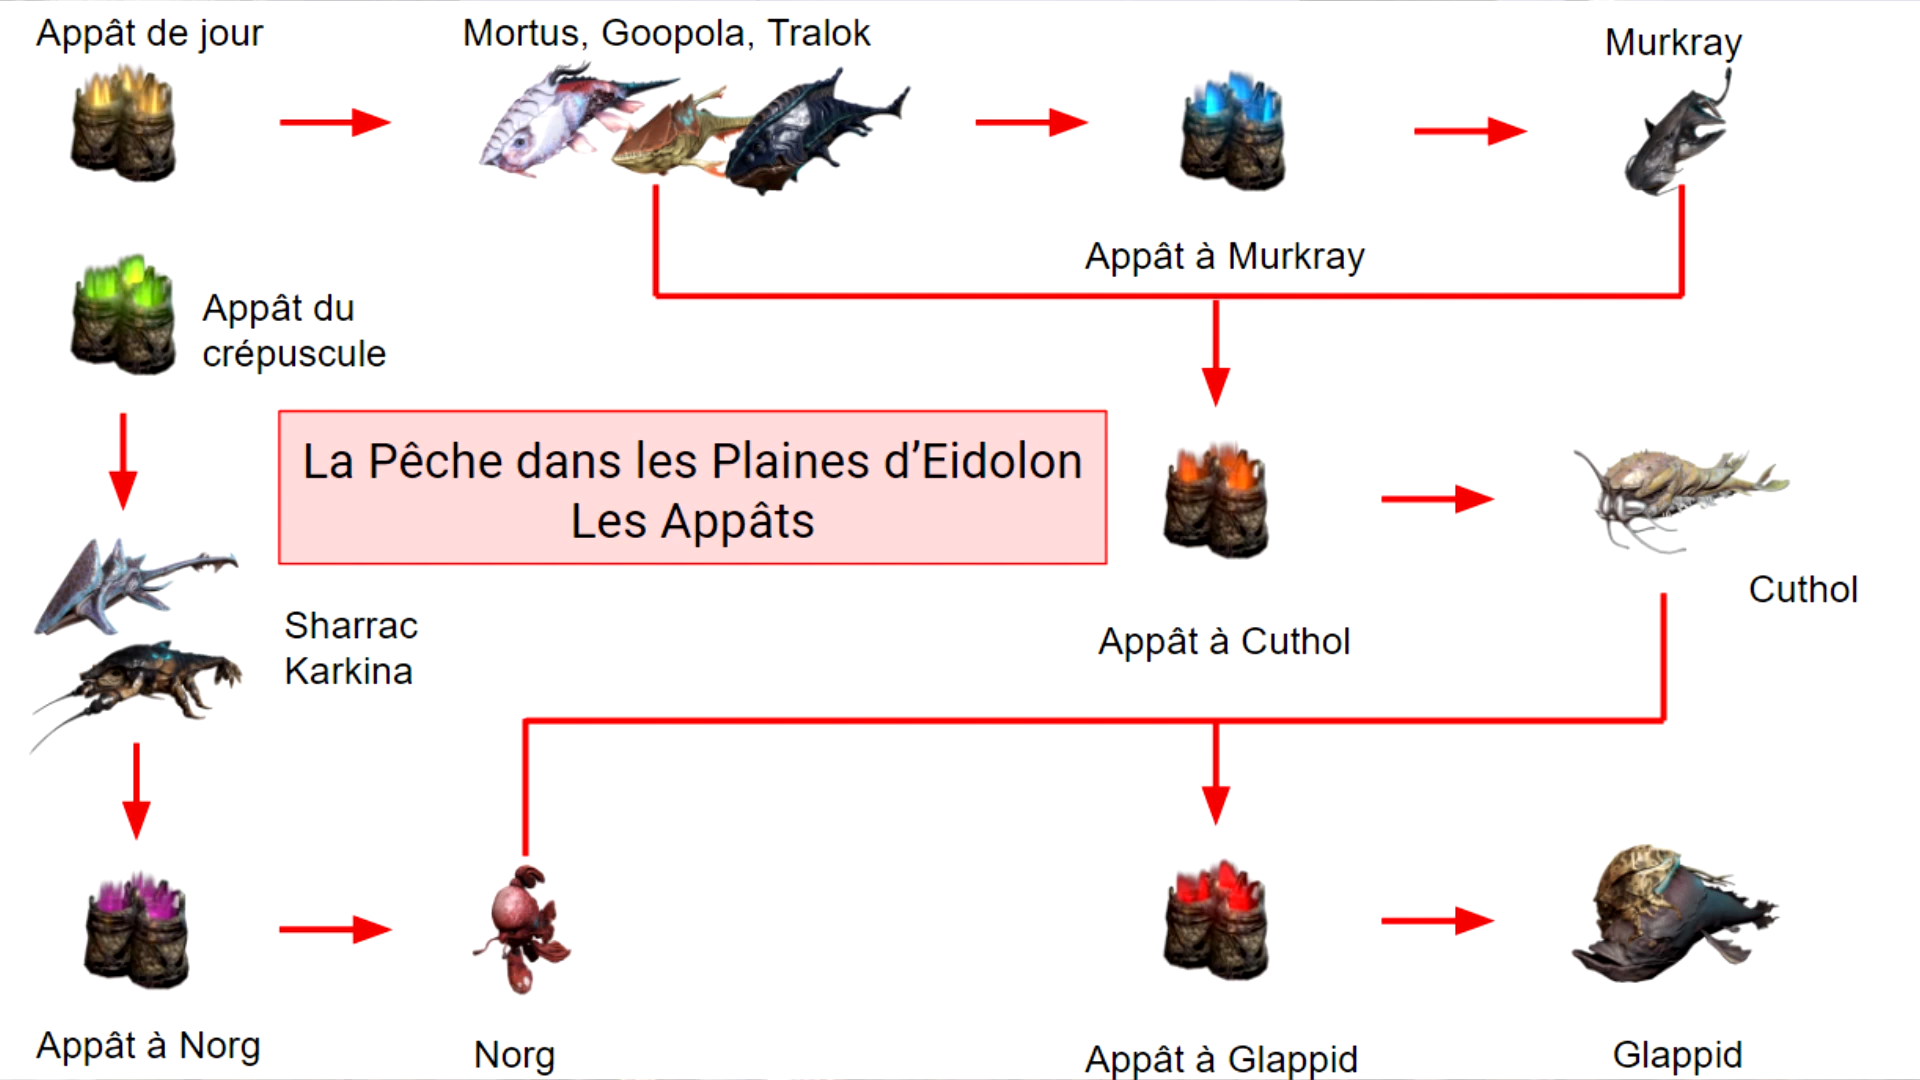 Appât de jour
Mortus, Goopola, Tralok
Murkray
Appât à Murkray
Appât du
crépuscule
La Pêche dans les Plaines d’Eidolon
Les Appâts
Cuthol
Sharrac
Karkina
Appât à Cuthol
Appât à Norg
Norg
Appât à Glappid
Glappid